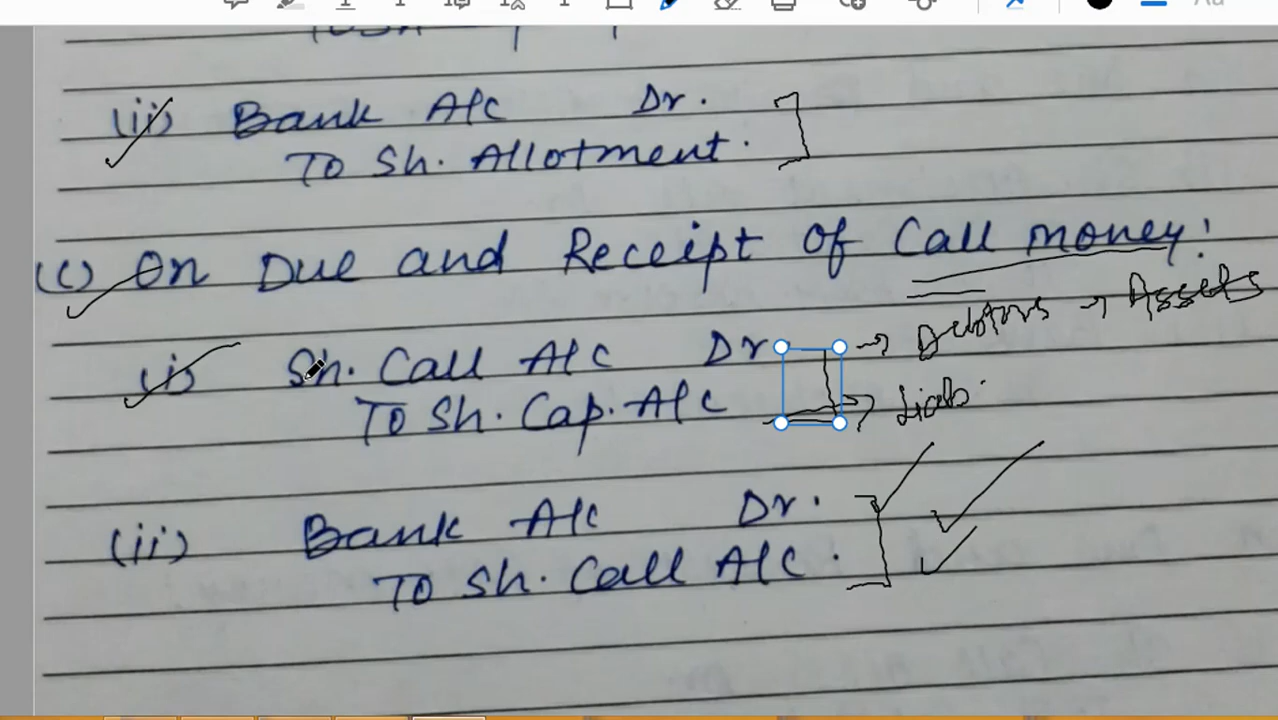 (ii) Bank A/c Dr.
To Sh. Allotment.
(c) On Due and Receipt of Call money:
(i) Sh. Call A/c Dr → Debtors → Assets
To Sh. Cap. A/c → Liab.
(ii) Bank A/c Dr.
To Sh. Call A/c.